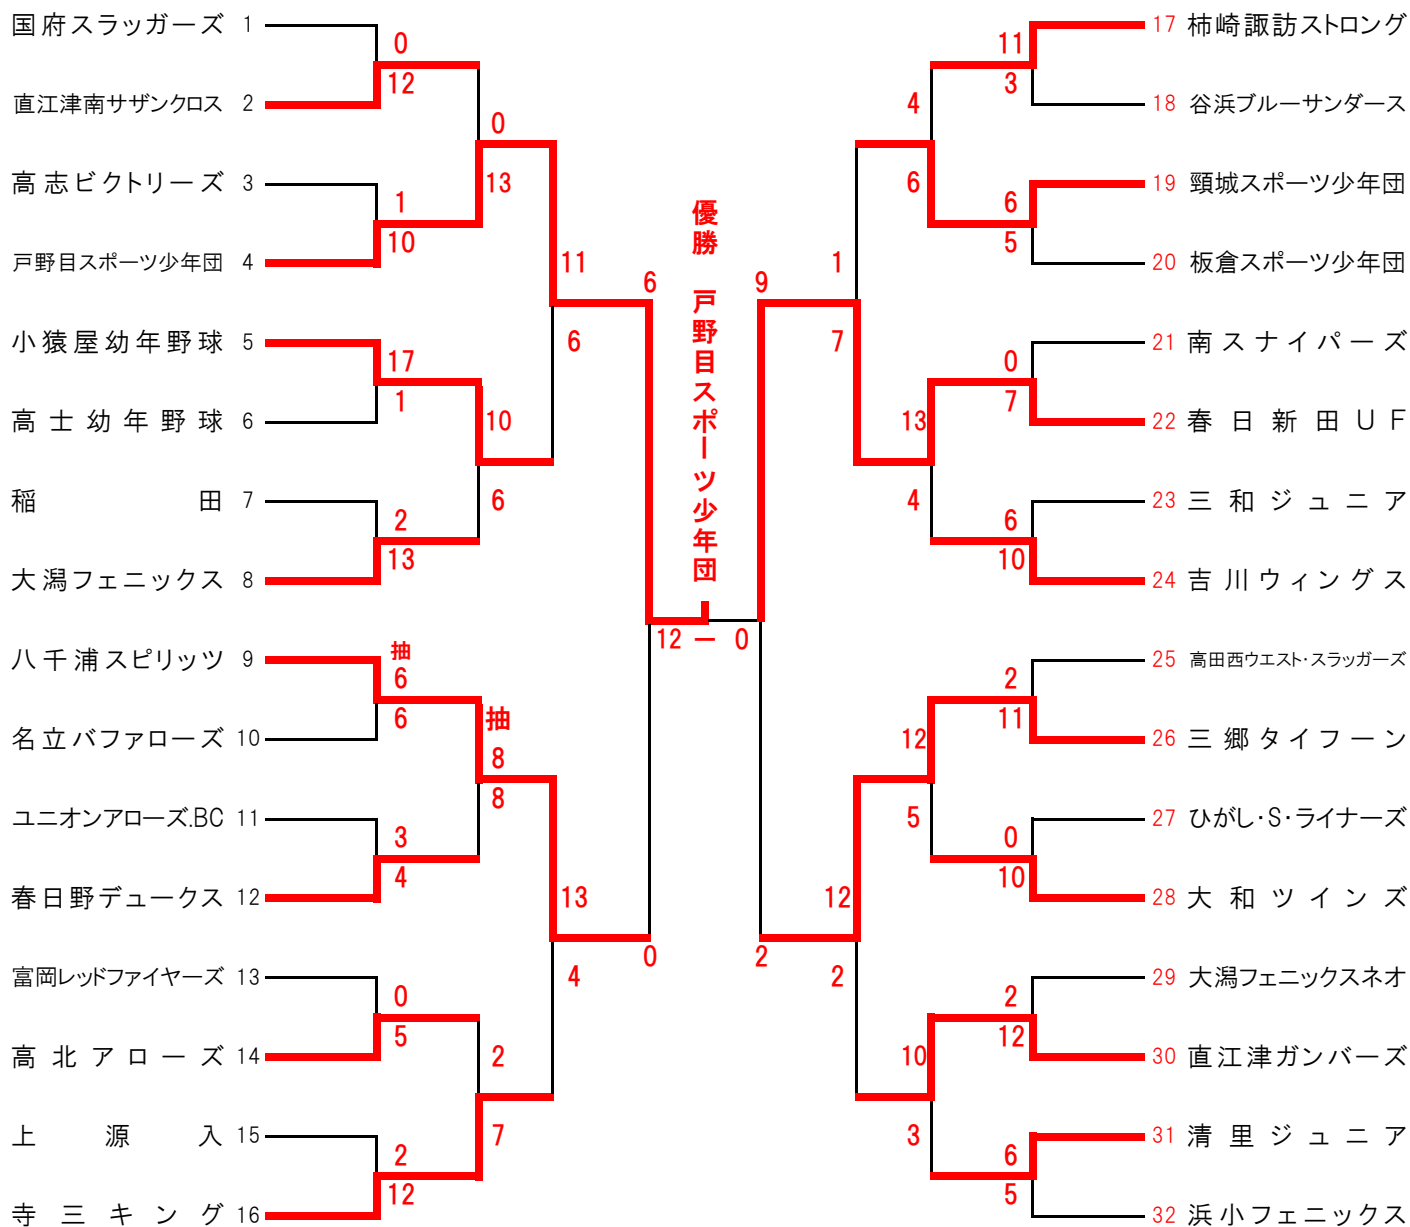 国府スラッガーズ 1
0
12
直江津南サザンクロス 2
0
13
高志ビクトリーズ 3
1
10
戸野目スポーツ少年団 4
11
6
小猿屋幼年野球 5
17
1
高士幼年野球 6
10
6
稲田 7
2
13
大潟フェニックス 8
6
0
八千浦スピリッツ 9
抽
6
6
名立バファローズ 10
抽
8
8
ユニオンアローズ.BC 11
3
4
春日野デュークス 12
13
4
富岡レッドファイヤーズ 13
0
5
高北アローズ 14
2
7
上源入 15
2
12
寺三キング 16
優勝 戸野目スポーツ少年団
12 ー 0
17 柿崎諏訪ストロング
11
3
18 谷浜ブルーサンダース
4
6
19 頸城スポーツ少年団
6
5
20 板倉スポーツ少年団
1
7
21 南スナイパーズ
0
7
22 春日新田UF
13
4
23 三和ジュニア
6
10
24 吉川ウィングス
9
2
25 高田西ウエスト・スラッガーズ
2
11
26 三郷タイフーン
12
5
27 ひがし・S・ライナーズ
0
10
28 大和ツインズ
12
2
29 大潟フェニックスネオ
2
12
30 直江津ガンバーズ
10
3
31 清里ジュニア
6
5
32 浜小フェニックス